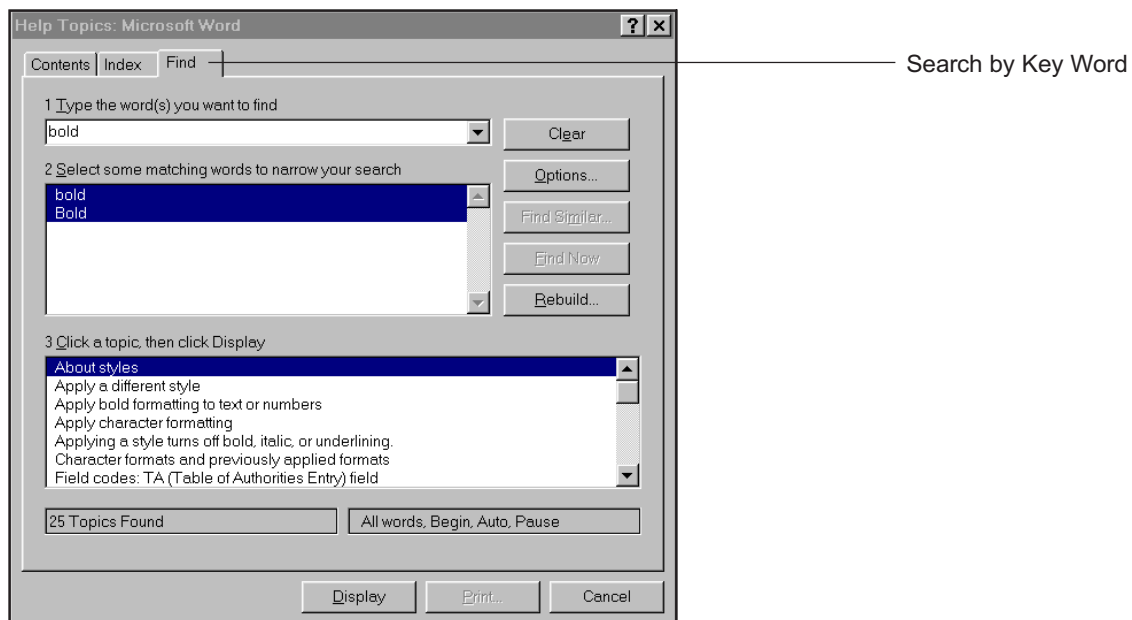 Help Topics: Microsoft Word
Contents Index Find
Search by Key Word
1 Type the word(s) you want to find
bold
Clear
2 Select some matching words to narrow your search
Options...
bold
Bold
Find Similar...
Find Now
Rebuild...
3 Click a topic, then click Display
About styles
Apply a different style
Apply bold formatting to text or numbers
Apply character formatting
Applying a style turns off bold, italic, or underlining.
Character formats and previously applied formats
Field codes: TA (Table of Authorities Entry) field
25 Topics Found
All words, Begin, Auto, Pause
Display Print... Cancel